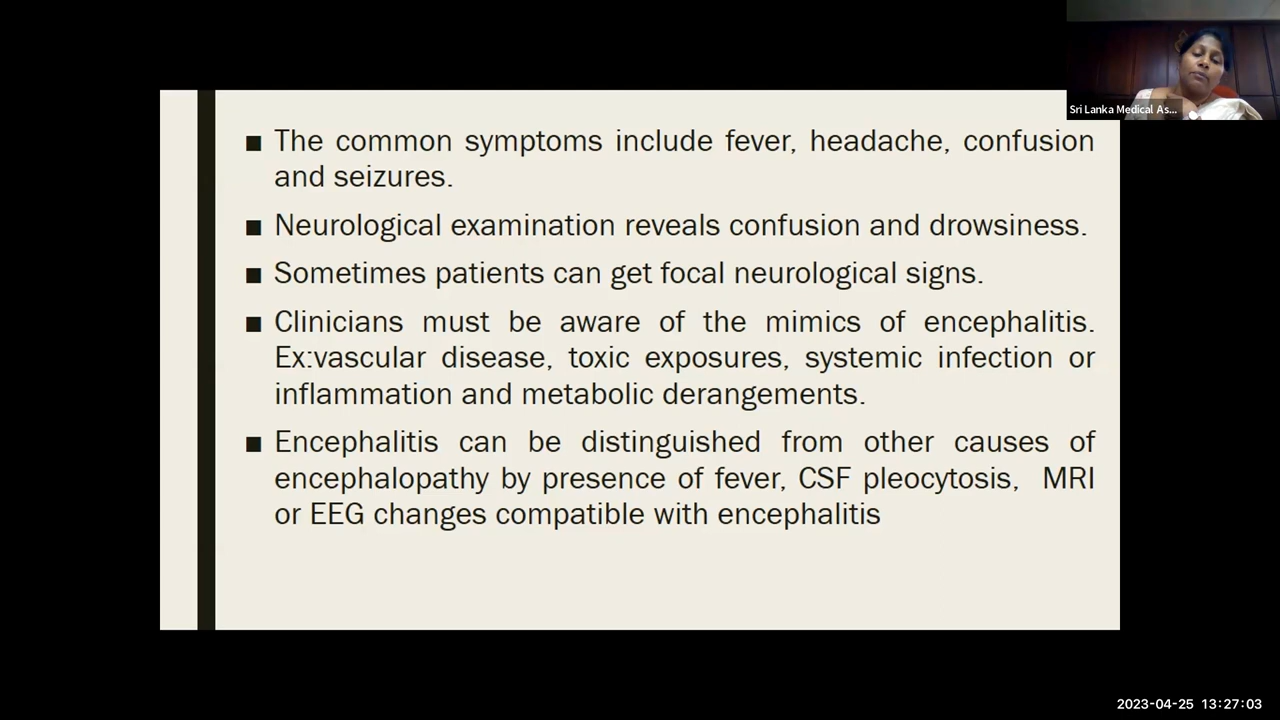 ■ The common symptoms include fever, headache, confusion
and seizures.
■ Neurological examination reveals confusion and drowsiness.
■ Sometimes patients can get focal neurological signs.
■ Clinicians must be aware of the mimics of encephalitis.
Ex:vascular disease, toxic exposures, systemic infection or
inflammation and metabolic derangements.
■ Encephalitis can be distinguished from other causes of
encephalopathy by presence of fever, CSF pleocytosis, MRI
or EEG changes compatible with encephalitis
Sri Lanka Medical As...
2023-04-25 13:27:03